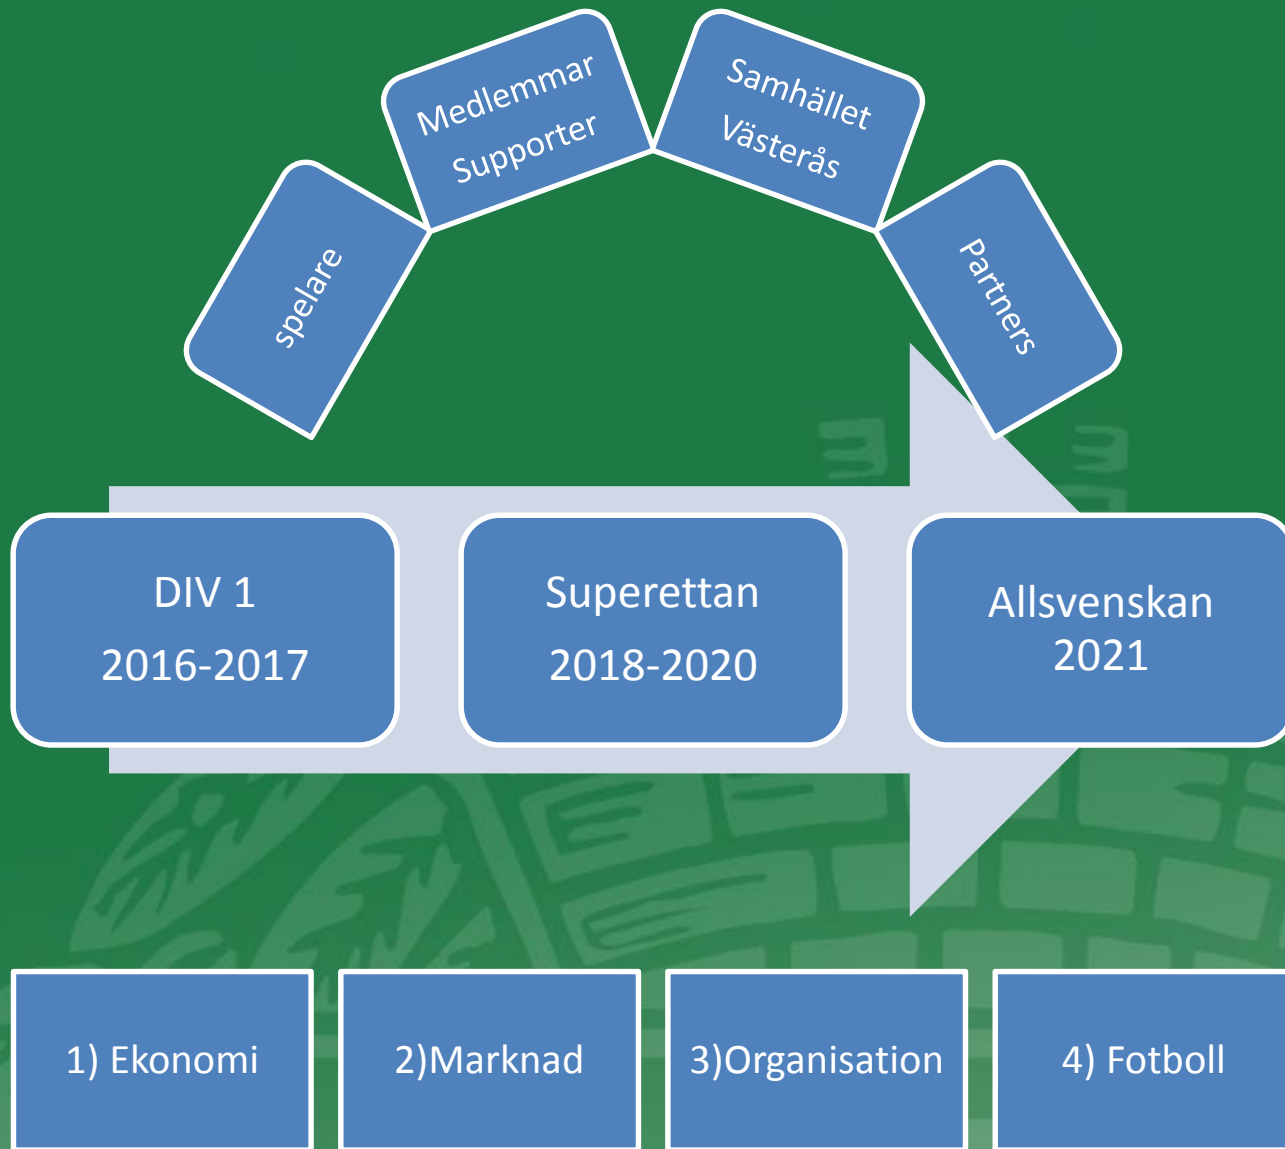 Medlemmar
Supporter
Samhället
Västerås
spelare
Partners
DIV 1
2016-2017
Superettan
2018-2020
Allsvenskan
2021
1) Ekonomi
2)Marknad
3)Organisation
4) Fotboll